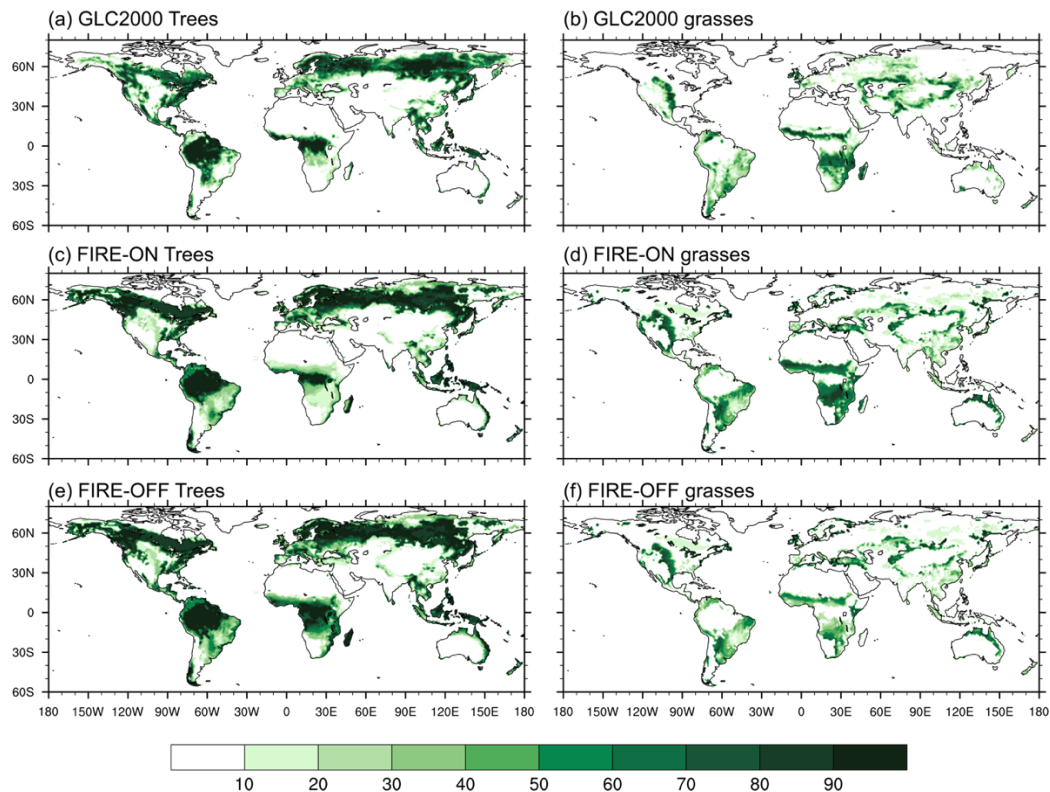 (a) GLC2000 Trees
(b) GLC2000 grasses
60N
30N
0
30S
60S
(c) FIRE-ON Trees
(d) FIRE-ON grasses
60N
30N
0
30S
60S
(e) FIRE-OFF Trees
(f) FIRE-OFF grasses
60N
30N
0
30S
60S
180 150W 120W 90W 60W 30W 0 30E 60E 90E 120E 150E 180
180 150W 120W 90W 60W 30W 0 30E 60E 90E 120E 150E 180
10 20 30 40 50 60 70 80 90